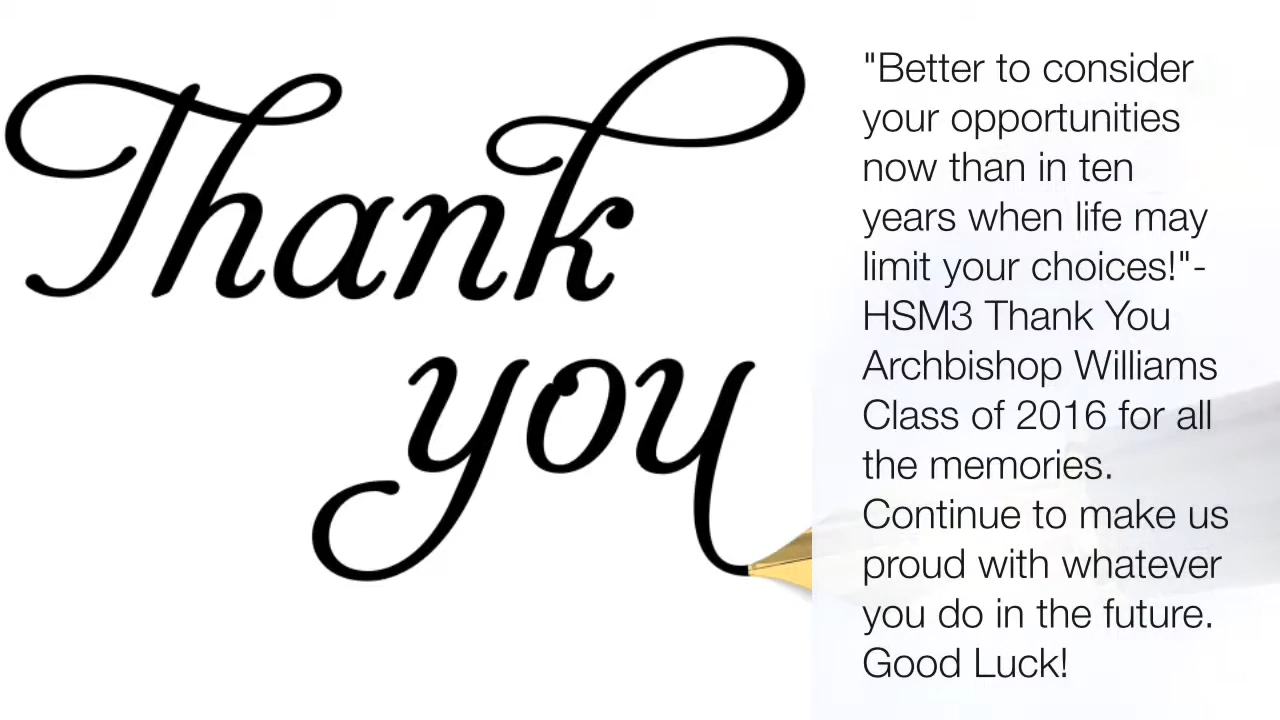 Thank
you
"Better to consider
your opportunities
now than in ten
years when life may
limit your choices!"-
HSM3 Thank You
Archbishop Williams
Class of 2016 for all
the memories.
Continue to make us
proud with whatever
you do in the future.
Good Luck!